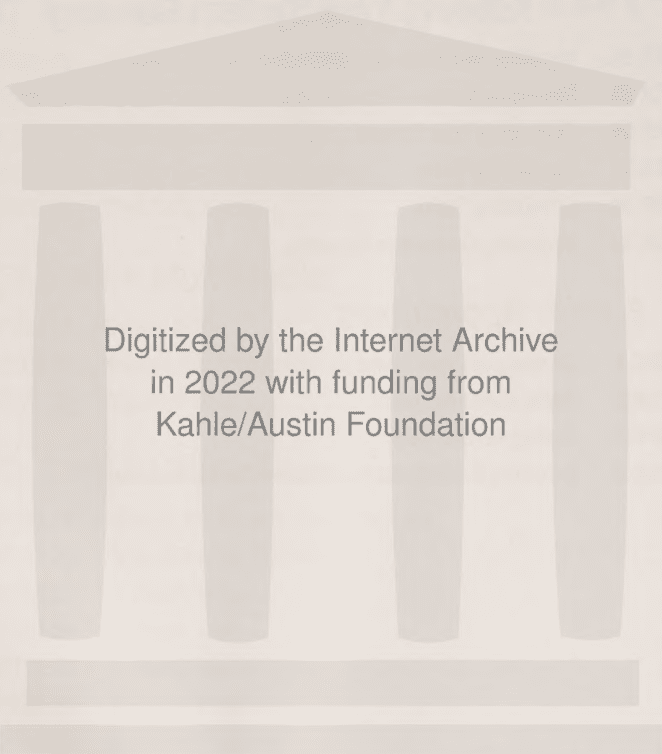 Digitized by the Internet Archive
in 2022 with funding from
Kahle/Austin Foundation